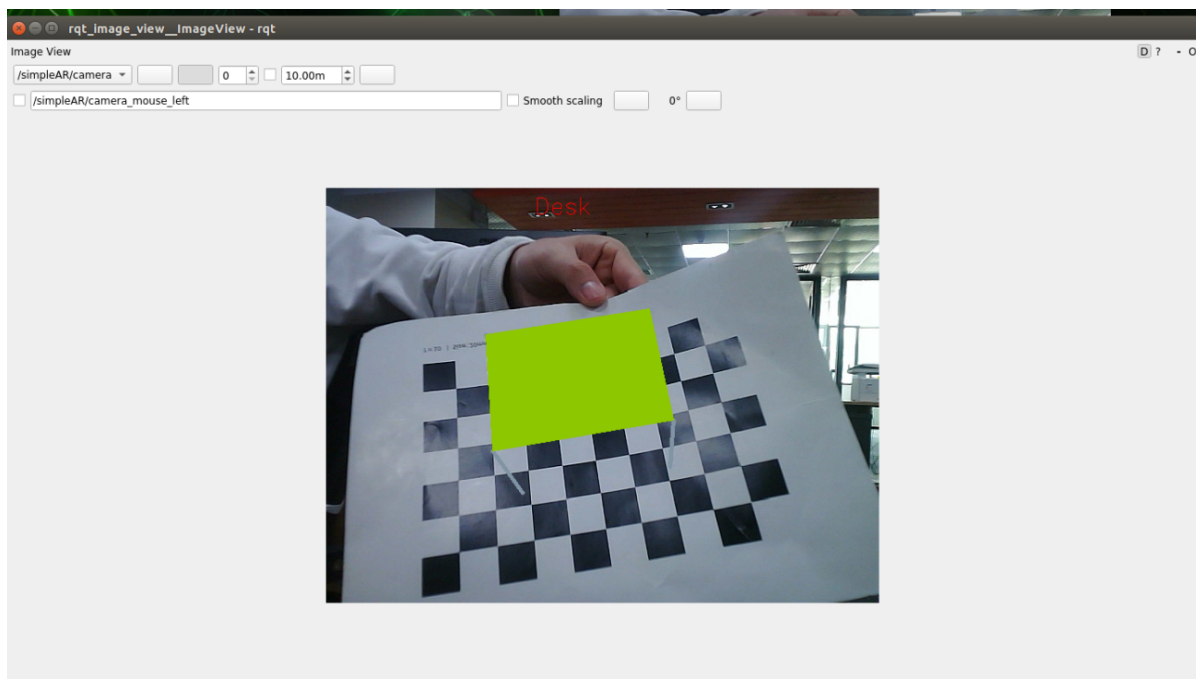 rqt_image_view__ImageView - rqt
Image View
D ? - O
/simpleAR/camera 0 10.00m
/simpleAR/camera_mouse_left Smooth scaling 0°
Desk